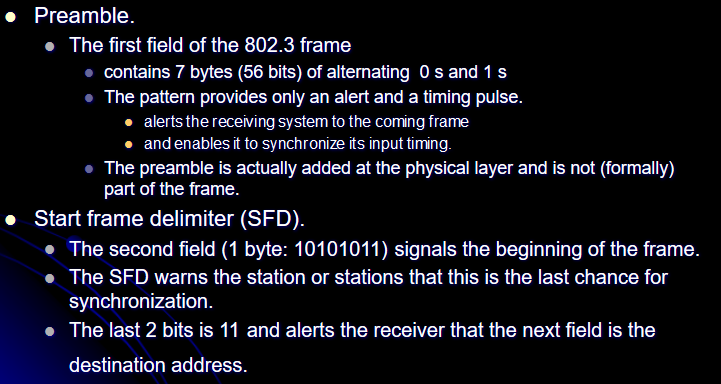 Preamble.
The first field of the 802.3 frame
contains 7 bytes (56 bits) of alternating 0 s and 1 s
The pattern provides only an alert and a timing pulse.
alerts the receiving system to the coming frame
and enables it to synchronize its input timing.
The preamble is actually added at the physical layer and is not (formally)
part of the frame.
Start frame delimiter (SFD).
The second field (1 byte: 10101011) signals the beginning of the frame.
The SFD warns the station or stations that this is the last chance for
synchronization.
The last 2 bits is 11 and alerts the receiver that the next field is the
destination address.